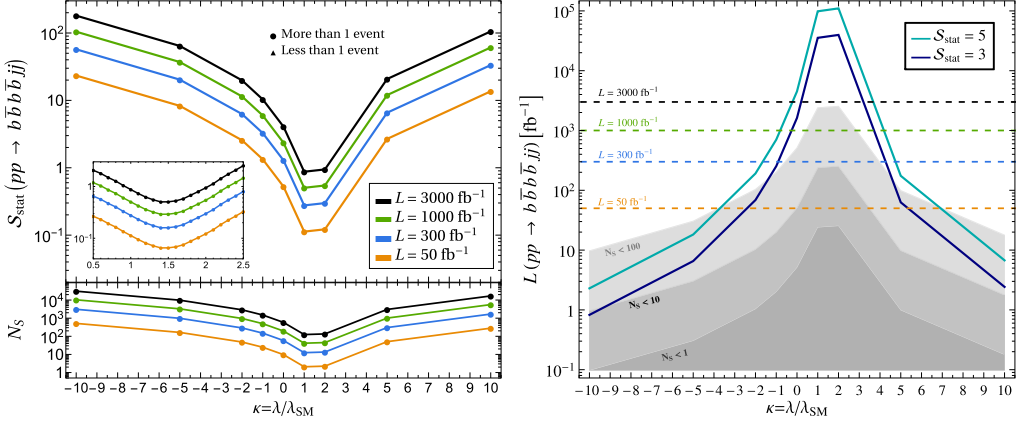 S_stat (pp → b b̅ b b̅ jj)
10²
10
1
10⁻¹
● More than 1 event
▲ Less than 1 event
1
10⁻¹
0.5 1 1.5 2 2.5
L = 3000 fb⁻¹
L = 1000 fb⁻¹
L = 300 fb⁻¹
L = 50 fb⁻¹
N_S
10⁴
10³
10²
10
1
−10 −9 −8 −7 −6 −5 −4 −3 −2 −1 0 1 2 3 4 5 6 7 8 9 10
κ=λ/λ_SM
L (pp → b b̅ b b̅ jj) [fb⁻¹]
10⁵
10⁴
10³
10²
10
1
10⁻¹
S_stat = 5
S_stat = 3
L = 3000 fb⁻¹
L = 1000 fb⁻¹
L = 300 fb⁻¹
L = 50 fb⁻¹
N_S < 100
N_S < 10
N_S < 1
−10 −9 −8 −7 −6 −5 −4 −3 −2 −1 0 1 2 3 4 5 6 7 8 9 10
κ=λ/λ_SM